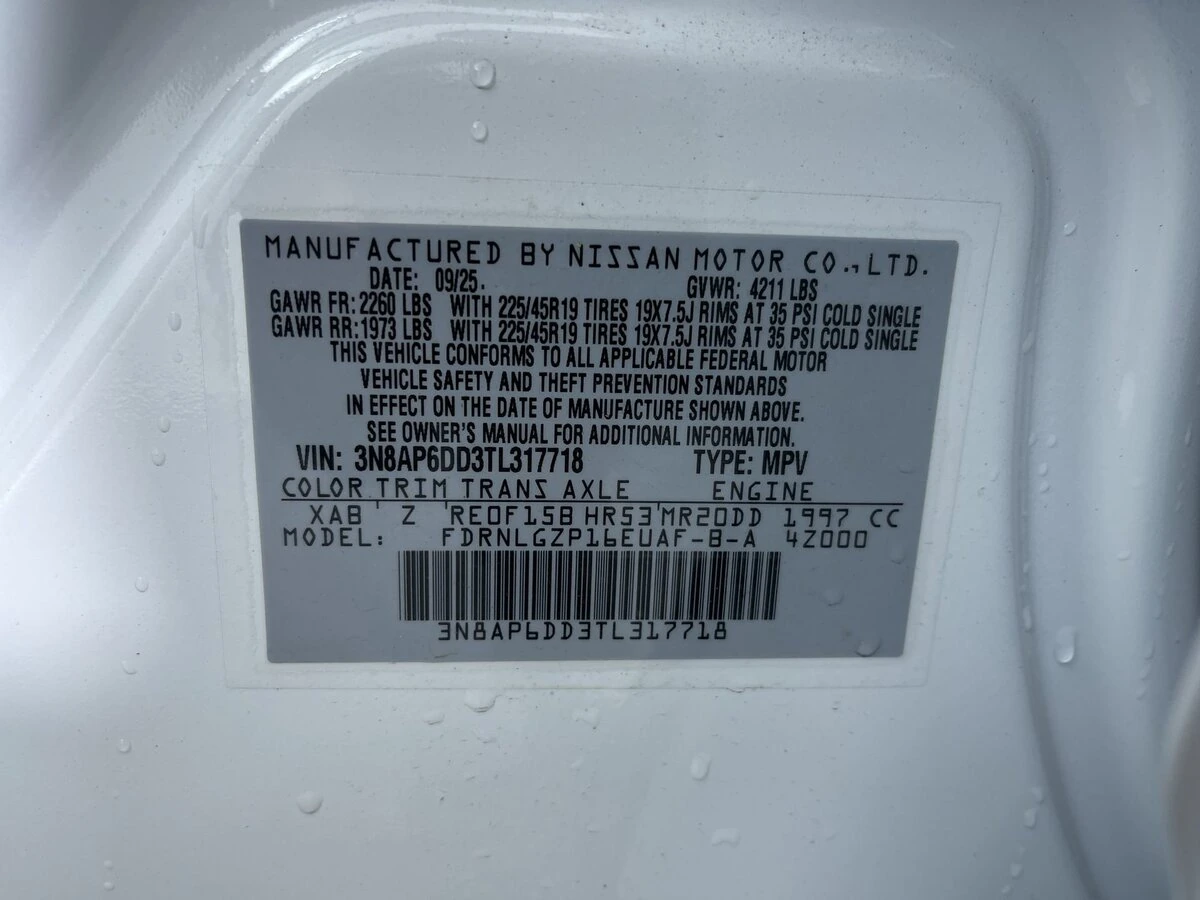 MANUFACTURED BY NISSAN MOTOR CO., LTD.
DATE: 09/25. GVWR: 4211 LBS
GAWR FR: 2260 LBS WITH 225/45R19 TIRES 19X7.5J RIMS AT 35 PSI COLD SINGLE
GAWR RR: 1973 LBS WITH 225/45R19 TIRES 19X7.5J RIMS AT 35 PSI COLD SINGLE
THIS VEHICLE CONFORMS TO ALL APPLICABLE FEDERAL MOTOR
VEHICLE SAFETY AND THEFT PREVENTION STANDARDS
IN EFFECT ON THE DATE OF MANUFACTURE SHOWN ABOVE.
SEE OWNER'S MANUAL FOR ADDITIONAL INFORMATION.
VIN: 3N8AP6DD3TL317718 TYPE: MPV
COLOR TRIM TRANS AXLE ENGINE
XAB ' Z 'RE0F15B HR53'MR20DD 1997 CC
MODEL: FDRNLGZP16EUAF-B-A 4Z000
3N8AP6DD3TL317718